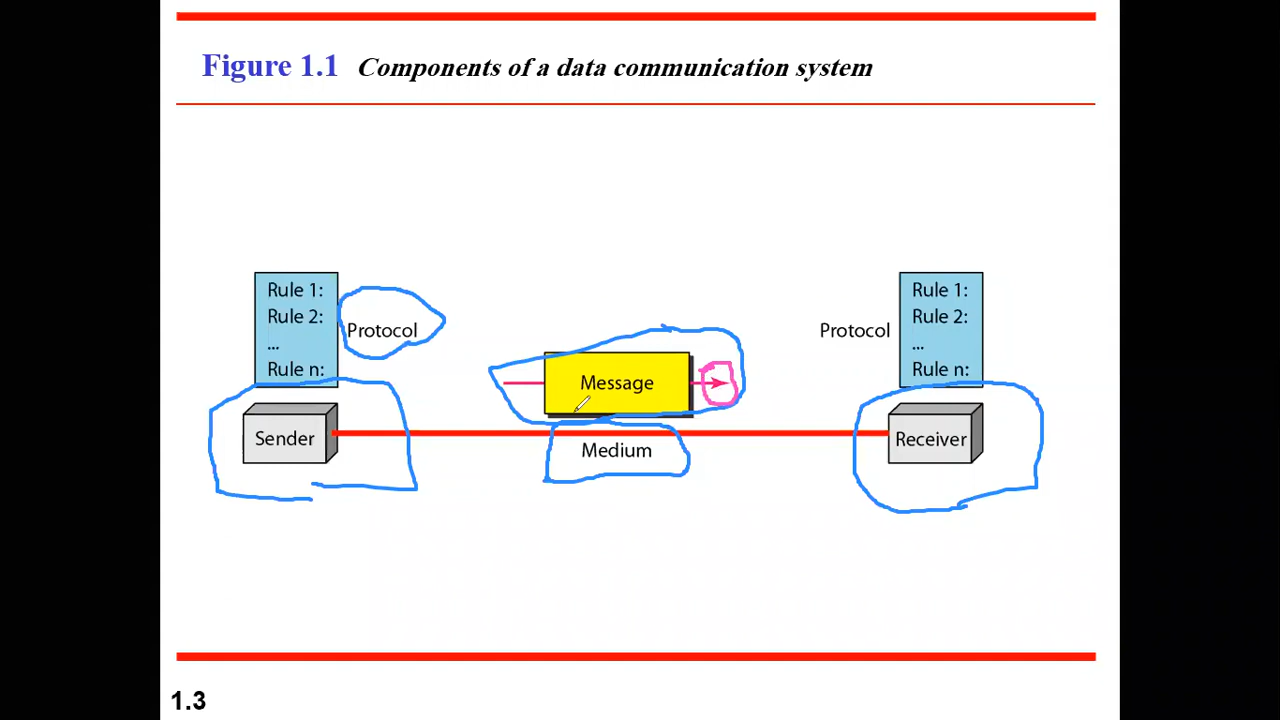 Figure 1.1 Components of a data communication system
Rule 1:
Rule 2:
...
Rule n:
Protocol
Protocol
Rule 1:
Rule 2:
...
Rule n:
Message
Sender
Medium
Receiver
1.3